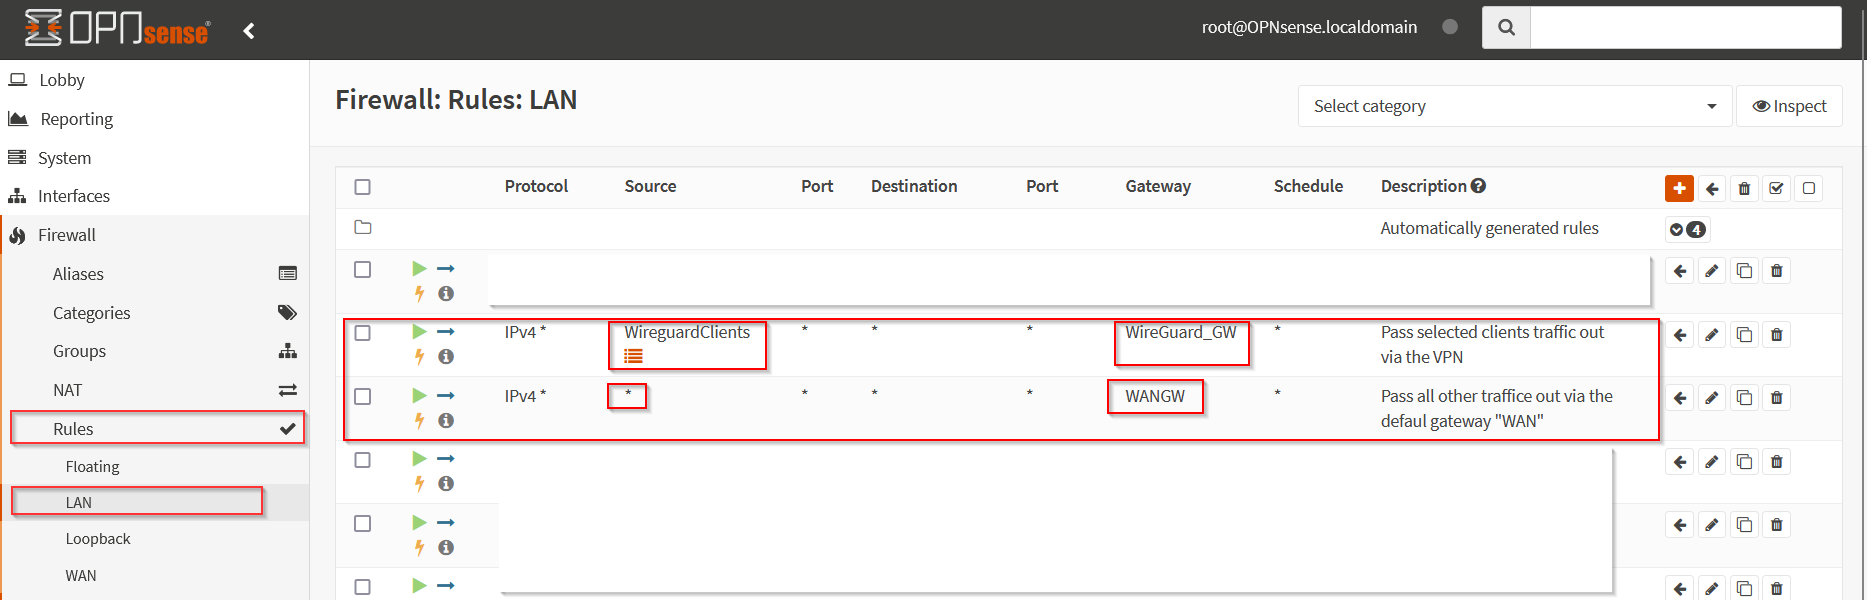 OPNsense®
root@OPNsense.localdomain
Lobby
Reporting
System
Interfaces
Firewall
Aliases
Categories
Groups
NAT
Rules
Floating
LAN
Loopback
WAN
Firewall: Rules: LAN
Select category
Inspect
Protocol Source Port Destination Port Gateway Schedule Description
Automatically generated rules 4
IPv4 * WireguardClients * * * WireGuard_GW * Pass selected clients traffic out
via the VPN
IPv4 * * * * * WANGW * Pass all other traffice out via the
defaul gateway "WAN"